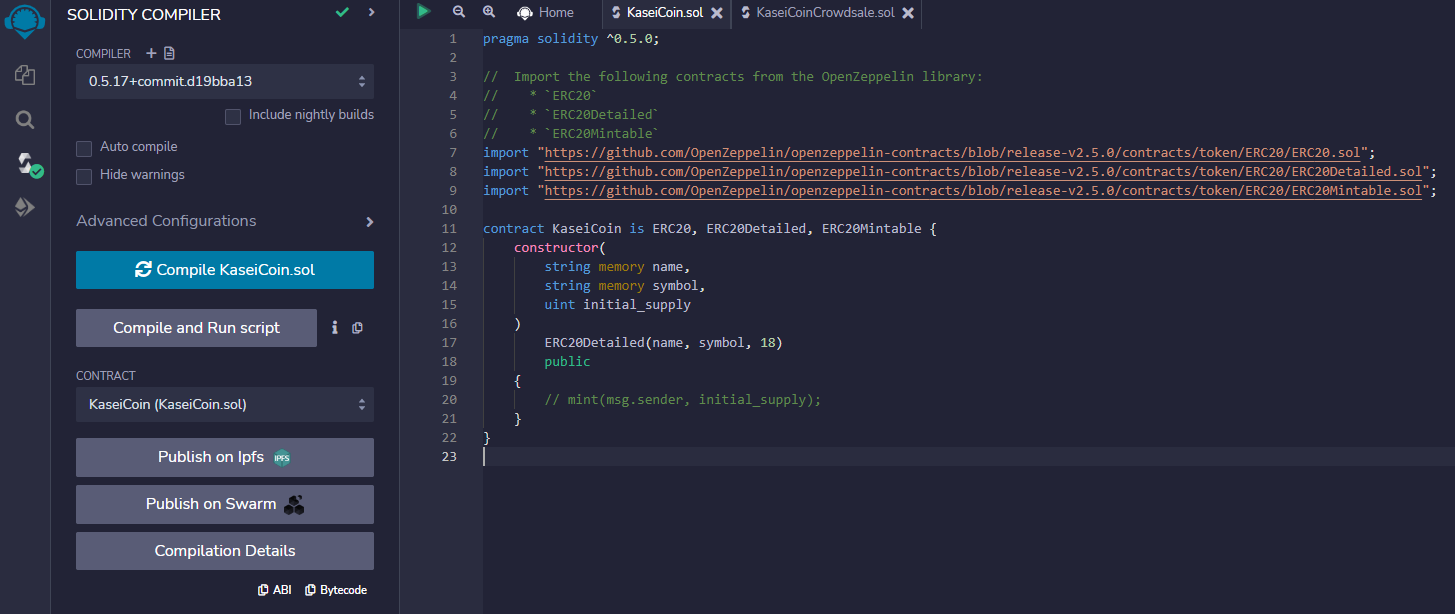 SOLIDITY COMPILER
COMPILER
0.5.17+commit.d19bba13
Include nightly builds
Auto compile
Hide warnings
Advanced Configurations
Compile KaseiCoin.sol
Compile and Run script
CONTRACT
KaseiCoin (KaseiCoin.sol)
Publish on Ipfs IPFS
Publish on Swarm
Compilation Details
ABI Bytecode
Home KaseiCoin.sol KaseiCoinCrowdsale.sol
1 pragma solidity ^0.5.0;
2
3 //  Import the following contracts from the OpenZeppelin library:
4 //    * `ERC20`
5 //    * `ERC20Detailed`
6 //    * `ERC20Mintable`
7 import "https://github.com/OpenZeppelin/openzeppelin-contracts/blob/release-v2.5.0/contracts/token/ERC20/ERC20.sol";
8 import "https://github.com/OpenZeppelin/openzeppelin-contracts/blob/release-v2.5.0/contracts/token/ERC20/ERC20Detailed.sol";
9 import "https://github.com/OpenZeppelin/openzeppelin-contracts/blob/release-v2.5.0/contracts/token/ERC20/ERC20Mintable.sol";
10
11 contract KaseiCoin is ERC20, ERC20Detailed, ERC20Mintable {
12     constructor(
13         string memory name,
14         string memory symbol,
15         uint initial_supply
16     )
17         ERC20Detailed(name, symbol, 18)
18         public
19     {
20         // mint(msg.sender, initial_supply);
21     }
22 }
23